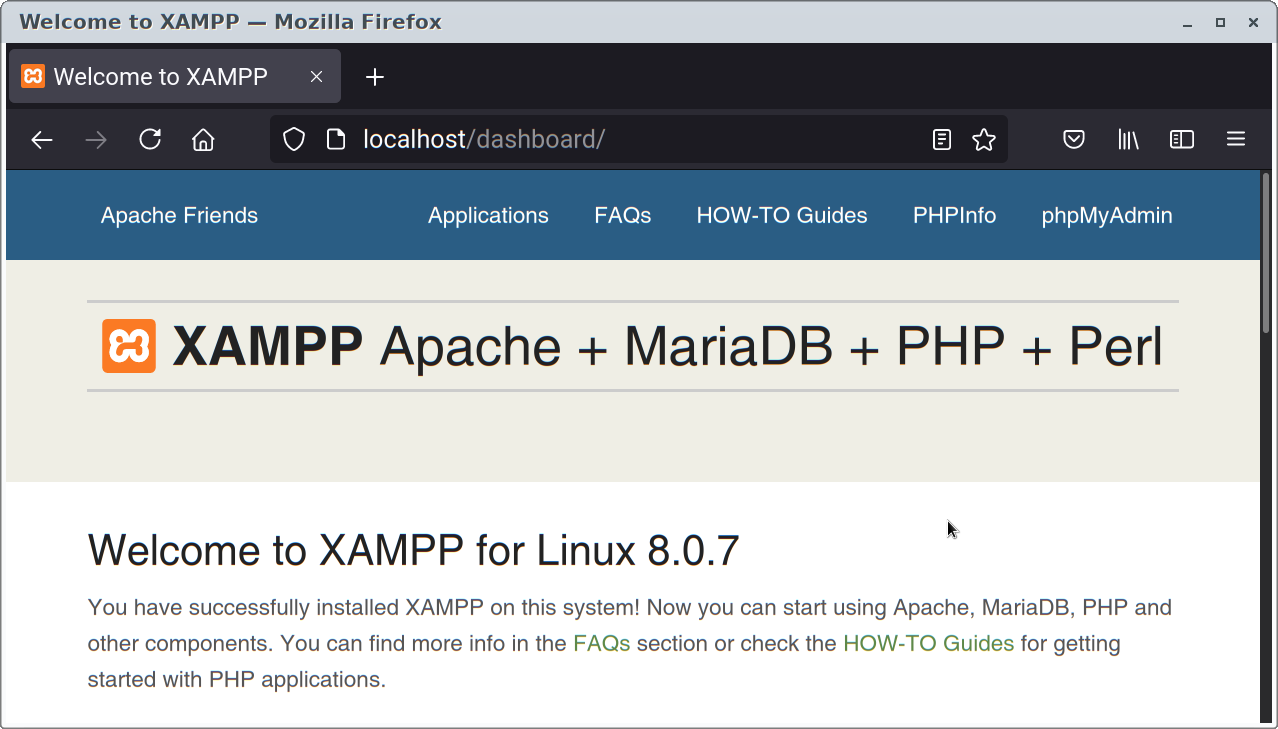 Welcome to XAMPP — Mozilla Firefox
Welcome to XAMPP
localhost/dashboard/
Apache Friends Applications FAQs HOW-TO Guides PHPInfo phpMyAdmin
XAMPP Apache + MariaDB + PHP + Perl
Welcome to XAMPP for Linux 8.0.7
You have successfully installed XAMPP on this system! Now you can start using Apache, MariaDB, PHP and
other components. You can find more info in the FAQs section or check the HOW-TO Guides for getting
started with PHP applications.